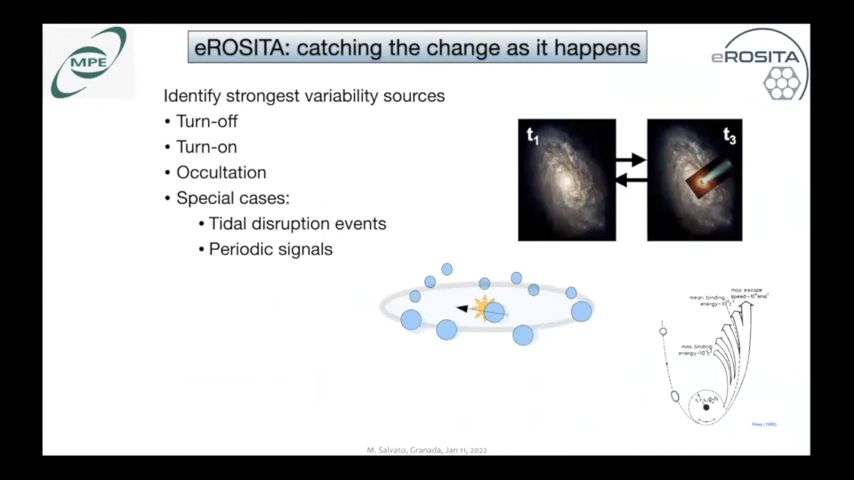 eROSITA: catching the change as it happens
MPE
eROSITA
Identify strongest variability sources
• Turn-off
• Turn-on
• Occultation
• Special cases:
• Tidal disruption events
• Periodic signals
t1
t3
max escape
mean binding
max binding
M. Salvato, Granada, Jan 11, 2022